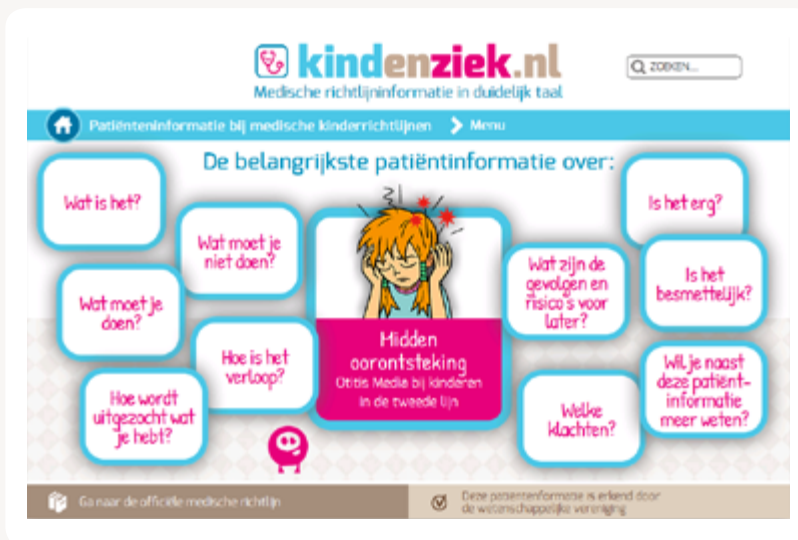 kindenziek.nl
Medische richtlijninformatie in duidelijk taal
ZOEKEN...
Patiënteninformatie bij medische kinderrichtlijnen
Menu
De belangrijkste patiëntinformatie over:
Wat is het?
Wat moet je
niet doen?
Wat moet je
doen?
Hoe is het
verloop?
Hoe wordt
uitgezocht wat
je hebt?
Midden
oorontsteking
Otitis Media bij kinderen
in de tweede lijn
Is het erg?
Wat zijn de
gevolgen en
risico's voor
later?
Is het
besmettelijk?
Welke
klachten?
Wil je naast
deze patiënt-
informatie
meer weten?
Ga naar de officiële medische richtlijn
Deze patientenformatie is erkend door
de wetenschappelijke vereniging